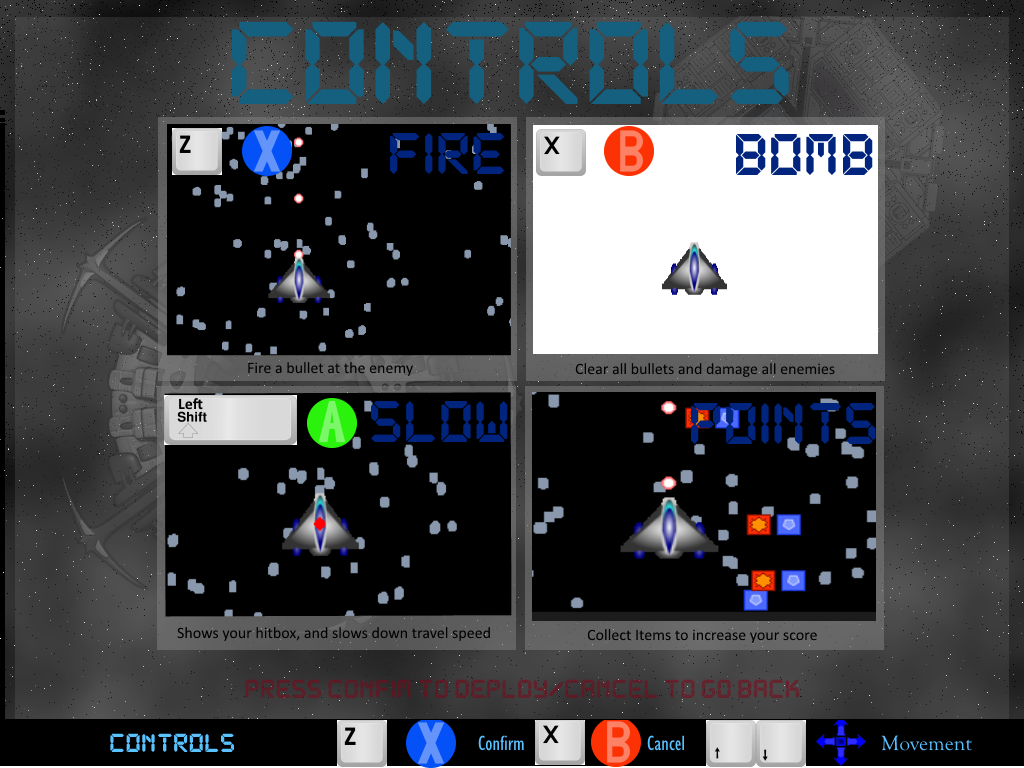 CONTROLS
Z X FIRE
X B BOMB
Fire a bullet at the enemy
Clear all bullets and damage all enemies
Left
Shift
A SLOW
POINTS
Shows your hitbox, and slows down travel speed
Collect Items to increase your score
PRESS CONFIM TO DEPLOY/CANCEL TO GO BACK
CONTROLS Z X Confirm X B Cancel ↑ ↓ Movement